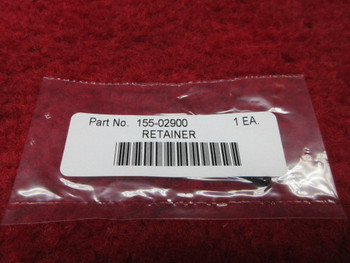 Part No. 155-02900 1 EA.
RETAINER